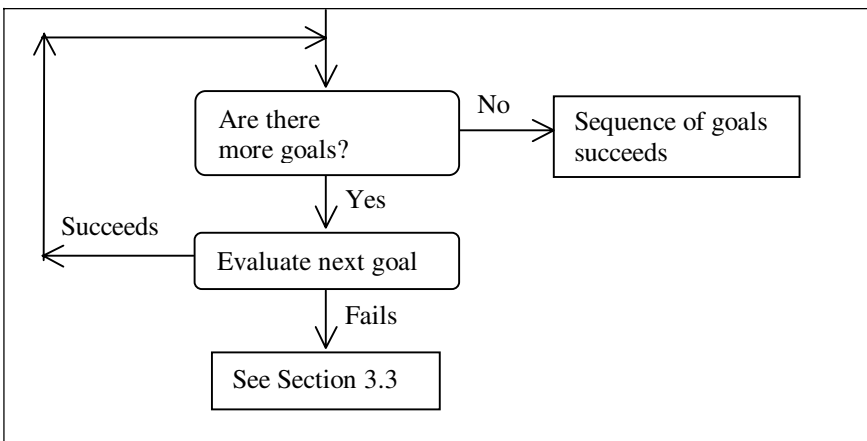 Are there
more goals?
No
Sequence of goals
succeeds
Yes
Succeeds
Evaluate next goal
Fails
See Section 3.3